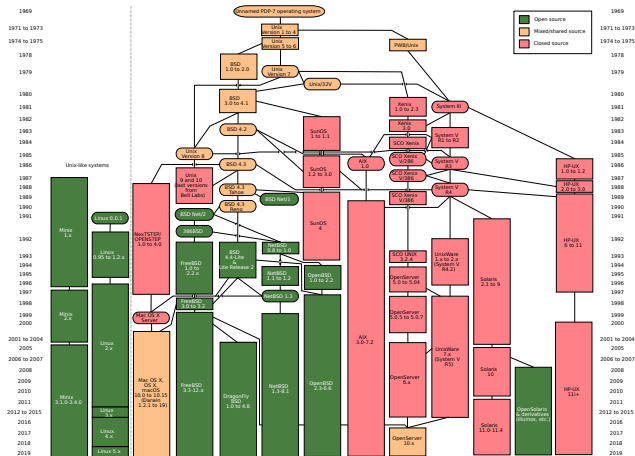 Unnamed PDP-7 operating system
1969
1969
Unix
Version 1 to 4
1971 to 1973
1971 to 1973
Open source
Mixed/shared source
Closed source
Unix
Version 5 to 6
PWB/Unix
1974 to 1975
1974 to 1975
1978
1978
BSD
1.0 to 2.0
Unix
Version 7
1979
1979
Unix/32V
1980
1980
BSD
3.0 to 4.1
Xenix
1.0 to 2.3
System III
1981
1981
1982
1982
Xenix
3.0
BSD 4.2
SunOS
1 to 1.1
System V
R1 to R2
1983
1983
SCO Xenix
1984
1984
Unix
Version 8
SCO Xenix
V/286
AIX
1.0
System V
R3
1985
1985
Unix-like systems
BSD 4.3
SunOS
1.2 to 3.0
HP-UX
1.0 to 1.2
1986
1986
SCO Xenix
V/386
1987
1987
Unix
9 and 10
(last versions
from
Bell Labs)
BSD 4.3
Tahoe
System V
R4
HP-UX
2.0 to 3.0
1988
1988
BSD Net/1
SCO Xenix
V/386
1989
1989
BSD 4.3
Reno
1990
1990
Linux 0.0.1
BSD Net/2
1991
1991
SunOS
4
Minix
1.x
386BSD
NeXTSTEP/
OPENSTEP
1.0 to 4.0
HP-UX
6 to 11
1992
1992
Linux
0.95 to 1.2.x
NetBSD
0.8 to 1.0
BSD
4.4-Lite
&
Lite Release 2
SCO UNIX
3.2.4
UnixWare
1.x to 2.x
(System V
R4.2)
1993
1993
FreeBSD
1.0 to
2.2.x
1994
1994
NetBSD
1.1 to 1.2
OpenBSD
1.0 to 2.2
OpenServer
5.0 to 5.04
Solaris
2.1 to 9
1995
1995
1996
1996
NetBSD 1.3
1997
1997
FreeBSD
3.0 to 3.2
1998
1998
Minix
2.x
Mac OS X
Server
OpenServer
5.0.5 to 5.0.7
1999
1999
2000
2000
Linux
2.x
AIX
3.0-7.2
2001 to 2004
2001 to 2004
2005
2005
UnixWare
7.x
(System V
R5)
2006 to 2007
2006 to 2007
OpenServer
6.x
Solaris
10
HP-UX
11i+
2008
2008
Mac OS X,
OS X,
macOS
10.0 to 10.15
(Darwin
1.2.1 to 19)
2009
2009
Minix
3.1.0-3.4.0
FreeBSD
3.3-12.x
DragonFly
BSD
1.0 to 4.8
NetBSD
1.3-8.1
OpenBSD
2.3-6.6
2010
2010
2011
2011
Linux
3.x
OpenSolaris
& derivatives
(illumos, etc.)
2012 to 2015
2012 to 2015
Solaris
11.0-11.4
2016
2016
Linux
4.x
2017
2017
OpenServer
10.x
2018
2018
Linux 5.x
2019
2019